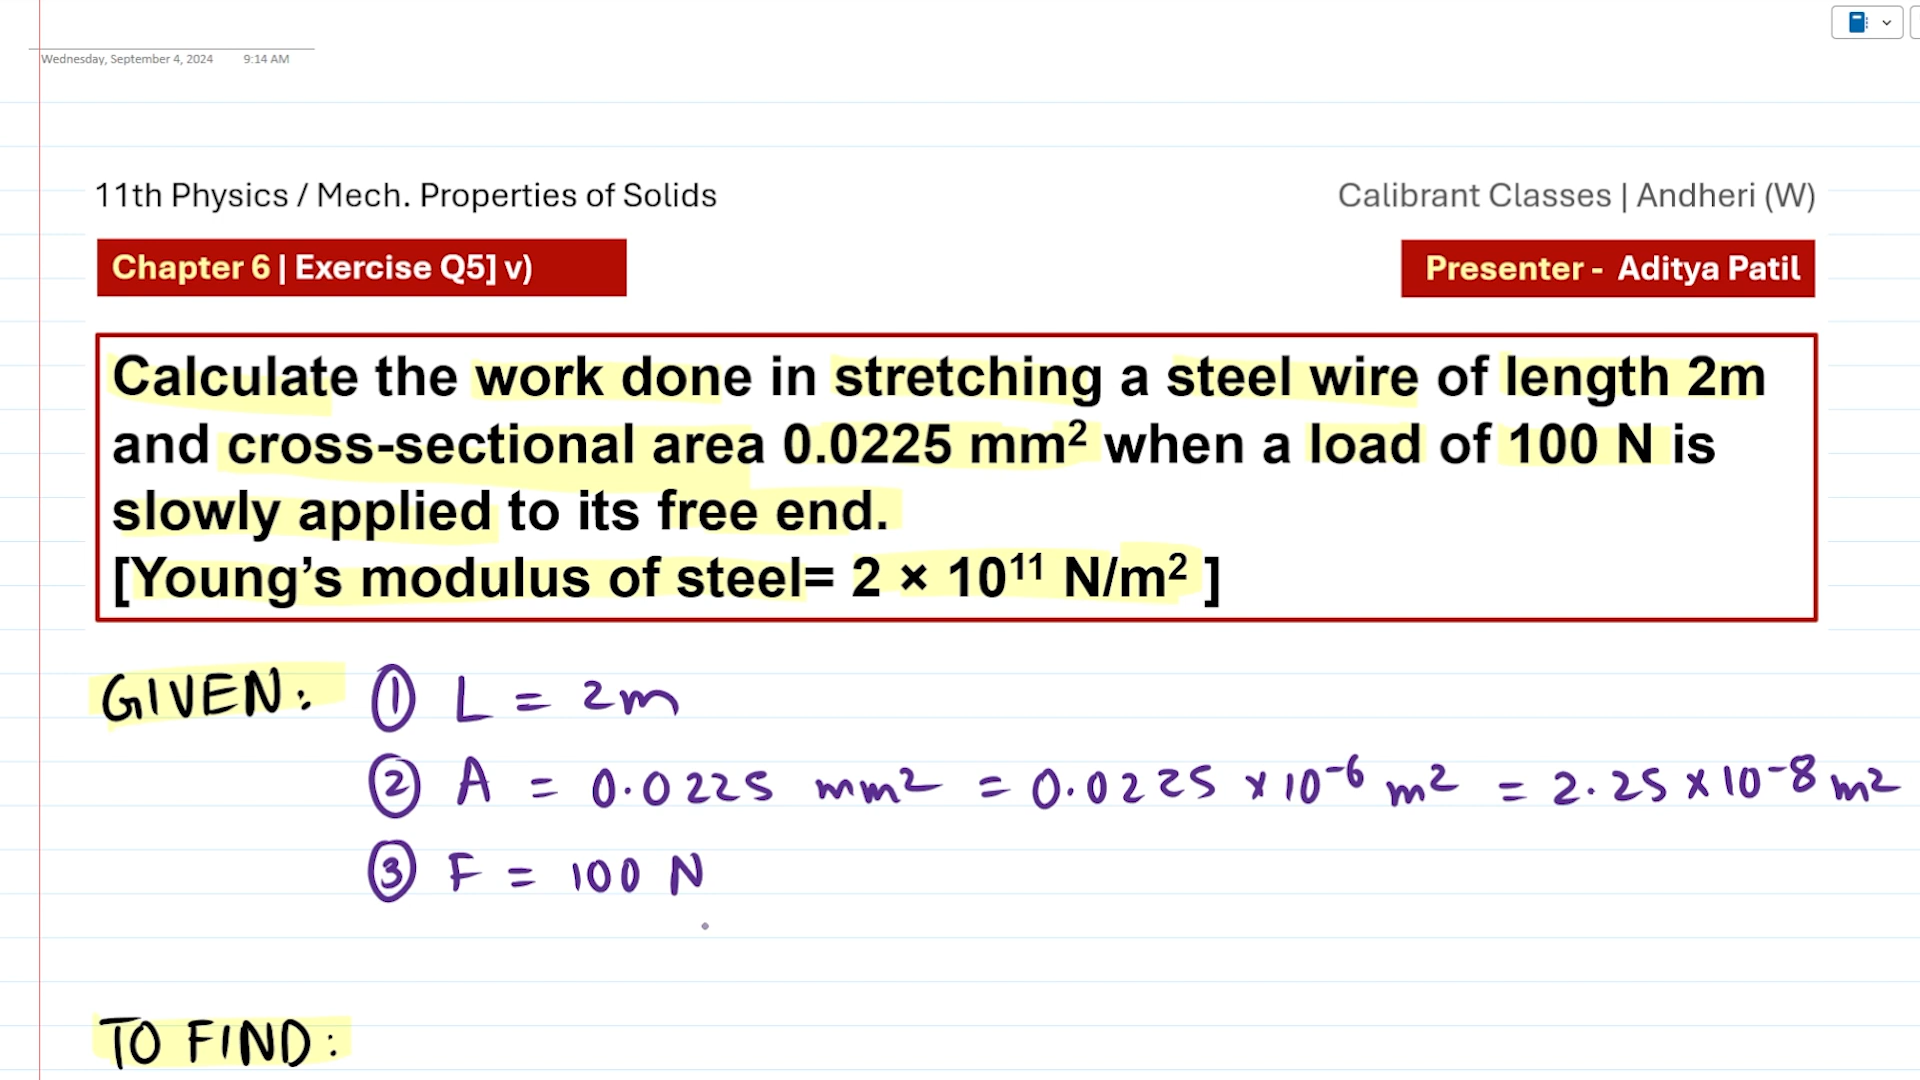 Wednesday, September 4, 2024 9:14 AM
11th Physics / Mech. Properties of Solids Calibrant Classes | Andheri (W)
Chapter 6 | Exercise Q5] v) Presenter - Aditya Patil
Calculate the work done in stretching a steel wire of length 2m
and cross-sectional area 0.0225 mm² when a load of 100 N is
slowly applied to its free end.
[Young’s modulus of steel= 2 × 10¹¹ N/m² ]
GIVEN: ① L = 2m
② A = 0.0225 mm² = 0.0225 × 10⁻⁶ m² = 2.25 × 10⁻⁸ m²
③ F = 100 N
TO FIND: